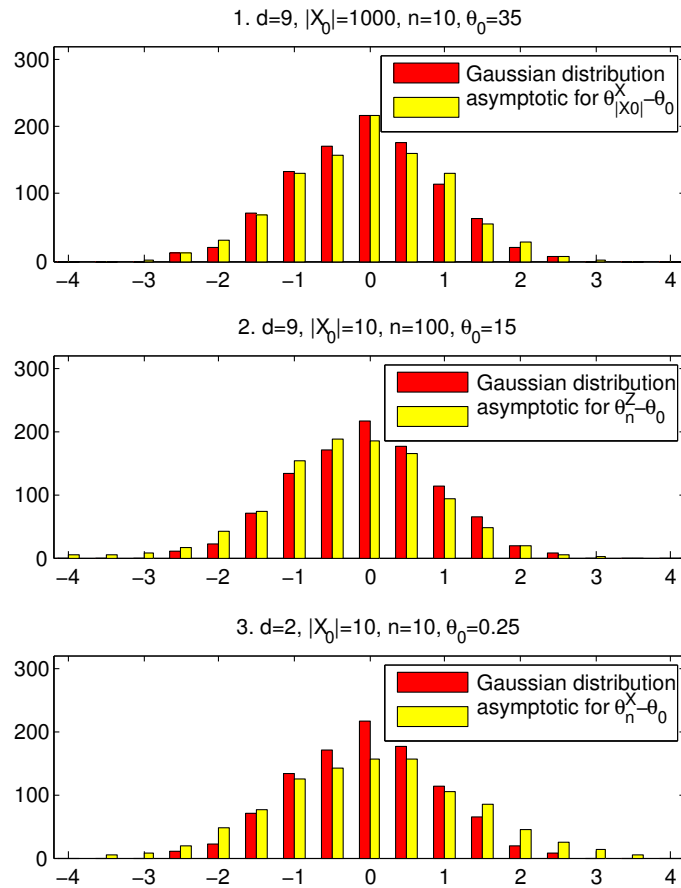 1. d=9, |X₀|=1000, n=10, θ₀=35
300
200
100
0
Gaussian distribution
asymptotic for θ^X_|X0|−θ₀
−4 −3 −2 −1 0 1 2 3 4
2. d=9, |X₀|=10, n=100, θ₀=15
300
200
100
0
Gaussian distribution
asymptotic for θ^Z_n−θ₀
−4 −3 −2 −1 0 1 2 3 4
3. d=2, |X₀|=10, n=10, θ₀=0.25
300
200
100
0
Gaussian distribution
asymptotic for θ^X_n−θ₀
−4 −3 −2 −1 0 1 2 3 4